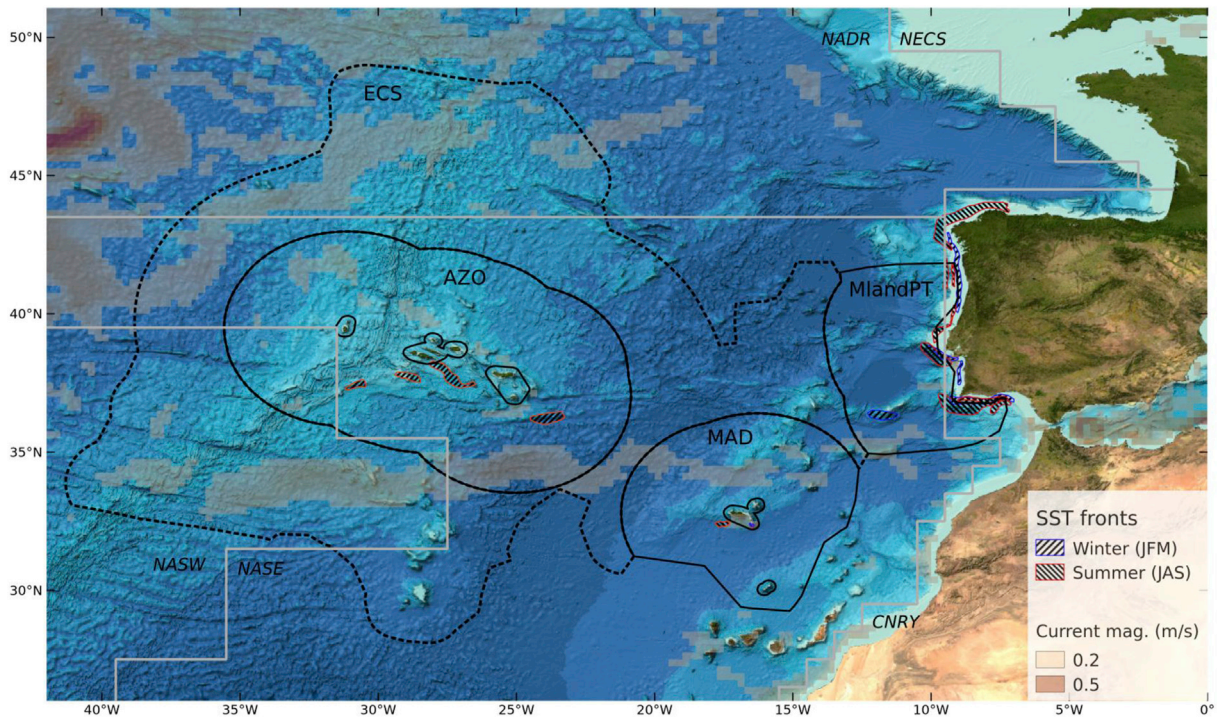 50°N
NADR
NECS
ECS
45°N
AZO
MlandPT
40°N
MAD
35°N
NASW
NASE
30°N
CNRY
SST fronts
Winter (JFM)
Summer (JAS)
Current mag. (m/s)
0.2
0.5
40°W
35°W
30°W
25°W
20°W
15°W
10°W
5°W
0°